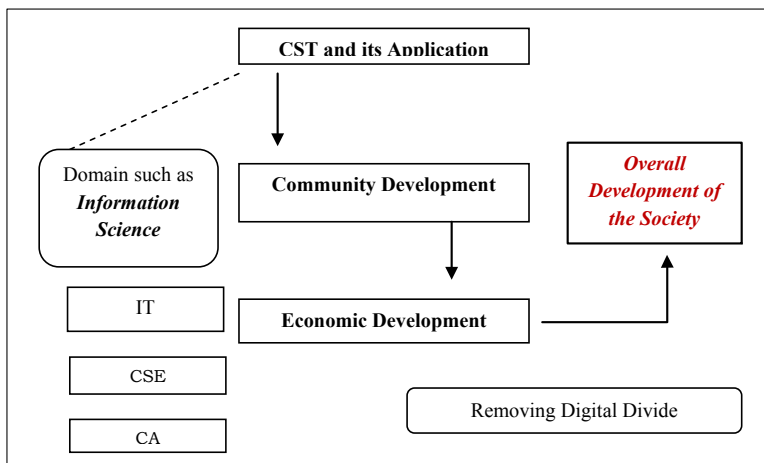 CST and its Application
Domain such as
Information
Science
Community Development
Overall
Development of
the Society
IT
Economic Development
CSE
Removing Digital Divide
CA